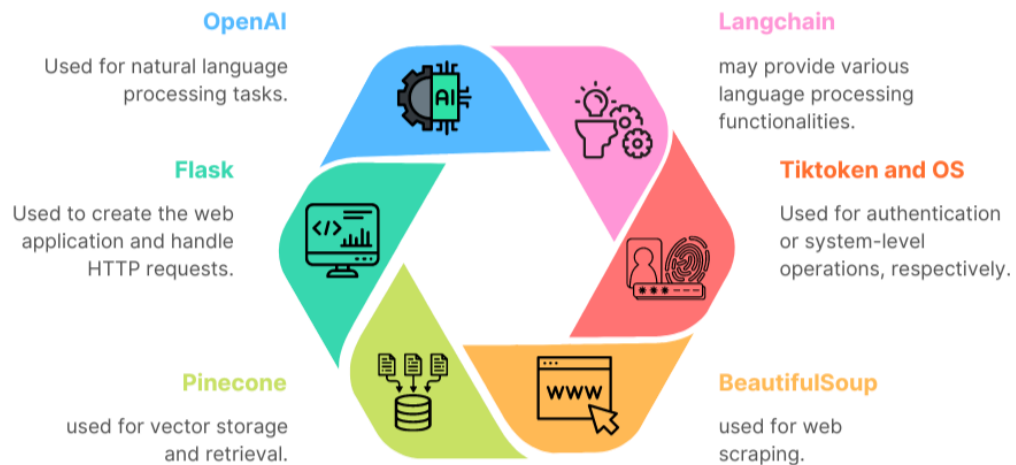 OpenAI
Used for natural language
processing tasks.
Langchain
may provide various
language processing
functionalities.
Flask
Used to create the web
application and handle
HTTP requests.
Tiktoken and OS
Used for authentication
or system-level
operations, respectively.
Pinecone
used for vector storage
and retrieval.
BeautifulSoup
used for web
scraping.
AI
</>
WWW
***---